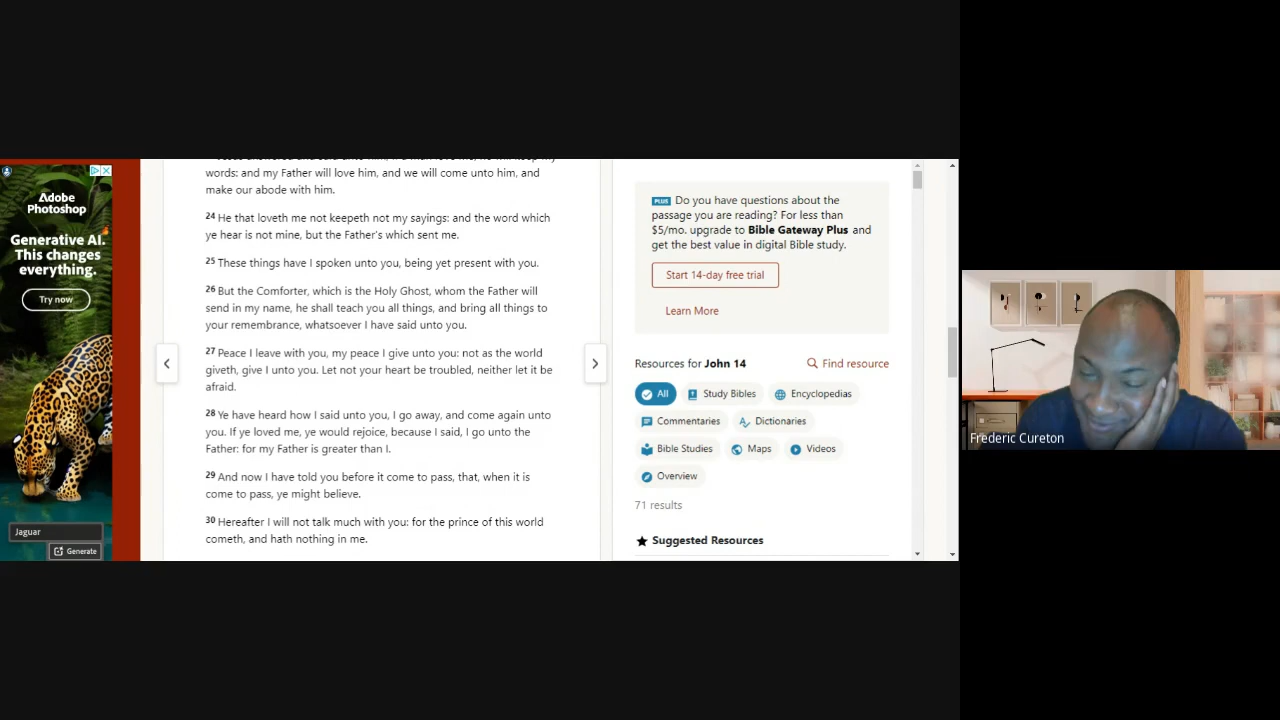 Adobe
Photoshop
Generative AI.
This changes
everything.
Try now
Jaguar
Generate
words: and my Father will love him, and we will come unto him, and
make our abode with him.
24 He that loveth me not keepeth not my sayings: and the word which
ye hear is not mine, but the Father's which sent me.
25 These things have I spoken unto you, being yet present with you.
26 But the Comforter, which is the Holy Ghost, whom the Father will
send in my name, he shall teach you all things, and bring all things to
your remembrance, whatsoever I have said unto you.
27 Peace I leave with you, my peace I give unto you: not as the world
giveth, give I unto you. Let not your heart be troubled, neither let it be
afraid.
28 Ye have heard how I said unto you, I go away, and come again unto
you. If ye loved me, ye would rejoice, because I said, I go unto the
Father: for my Father is greater than I.
29 And now I have told you before it come to pass, that, when it is
come to pass, ye might believe.
30 Hereafter I will not talk much with you: for the prince of this world
cometh, and hath nothing in me.
PLUS Do you have questions about the
passage you are reading? For less than
$5/mo. upgrade to Bible Gateway Plus and
get the best value in digital Bible study.
Start 14-day free trial
Learn More
Resources for John 14 Find resource
All Study Bibles Encyclopedias
Commentaries Dictionaries
Bible Studies Maps Videos
Overview
71 results
Suggested Resources
Frederic Cureton